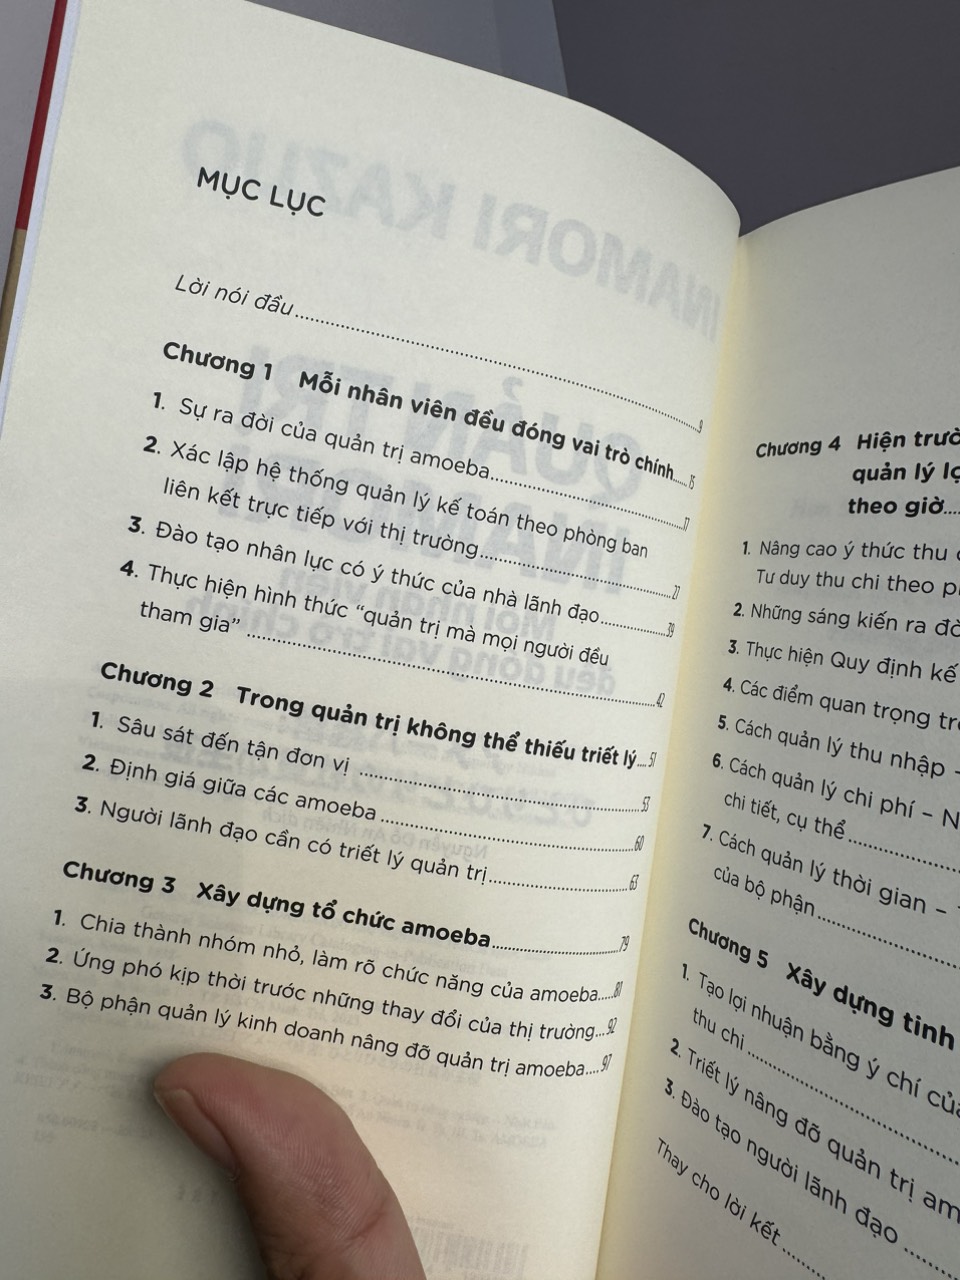 MỤC LỤC
Lời nói đầu........9
Chương 1 Mỗi nhân viên đều đóng vai trò chính......15
1. Sự ra đời của quản trị amoeba........17
2. Xác lập hệ thống quản lý kế toán theo phòng ban
liên kết trực tiếp với thị trường........27
3. Đào tạo nhân lực có ý thức của nhà lãnh đạo........39
4. Thực hiện hình thức “quản trị mà mọi người đều
tham gia” ........42
Chương 2 Trong quản trị không thể thiếu triết lý....51
1. Sâu sát đến tận đơn vị ........53
2. Định giá giữa các amoeba ........60
3. Người lãnh đạo cần có triết lý quản trị........63
Chương 3 Xây dựng tổ chức amoeba........79
1. Chia thành nhóm nhỏ, làm rõ chức năng của amoeba.....81
2. Ứng phó kịp thời trước những thay đổi của thị trường...92
3. Bộ phận quản lý kinh doanh nâng đỡ quản trị amoeba....97
Chương 4 Hiện
quản lý
theo giờ....
1. Nâng cao ý thức thu
Tư duy thu chi theo
2. Những sáng kiến ra
3. Thực hiện Quy định kế
4. Các điểm quan trọng
5. Cách quản lý thu nhập –
6. Cách quản lý chi phí –
chi tiết, cụ thể........
7. Cách quản lý thời gian –
của bộ phận........
Chương 5 Xây dựng tinh
1. Tạo lợi nhuận bằng ý chí
thu chi ........
2. Triết lý nâng đỡ quản trị
3. Đào tạo người lãnh đạo ........
Thay cho lời kết ........